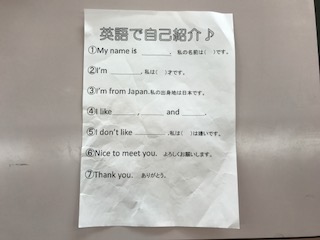 英語で自己紹介♪
①My name is ______. 私の名前は( )です。
②I'm ______. 私は( )才です。
③I'm from Japan.私の出身地は日本です。
④I like ______, ______ and ______.
⑤I don't like ______.私は( )は嫌いです。
⑥Nice to meet you. よろしくお願いします。
⑦Thank you. ありがとう。